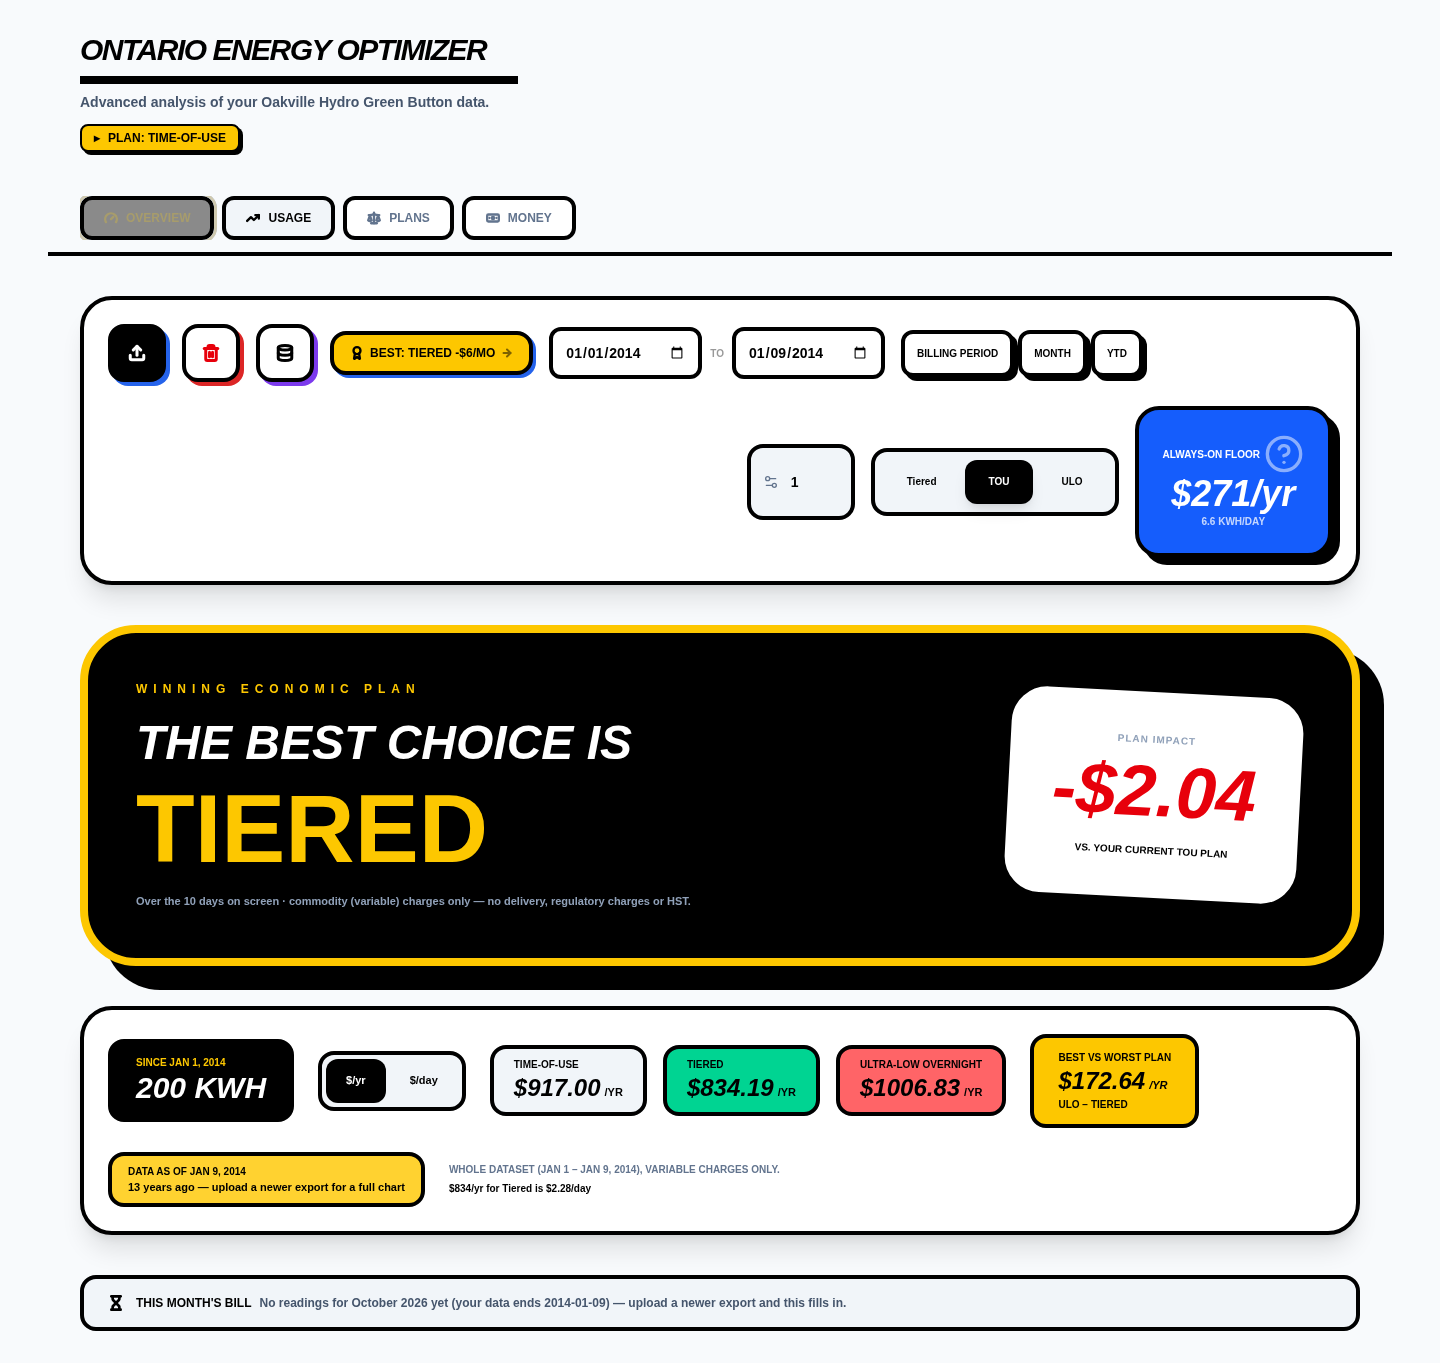 ONTARIO ENERGY OPTIMIZER
Advanced analysis of your Oakville Hydro Green Button data.
▸ PLAN: TIME-OF-USE
OVERVIEW
USAGE
PLANS
MONEY
BEST: TIERED -$6/MO →
01/01/2014
TO
01/09/2014
BILLING PERIOD
MONTH
YTD
1
Tiered
TOU
ULO
ALWAYS-ON FLOOR ?
$271/yr
6.6 KWH/DAY
WINNING ECONOMIC PLAN
THE BEST CHOICE IS
TIERED
Over the 10 days on screen · commodity (variable) charges only — no delivery, regulatory charges or HST.
PLAN IMPACT
-$2.04
VS. YOUR CURRENT TOU PLAN
SINCE JAN 1, 2014
200 KWH
$/yr
$/day
TIME-OF-USE
$917.00 /YR
TIERED
$834.19 /YR
ULTRA-LOW OVERNIGHT
$1006.83 /YR
BEST VS WORST PLAN
$172.64 /YR
ULO – TIERED
DATA AS OF JAN 9, 2014
13 years ago — upload a newer export for a full chart
WHOLE DATASET (JAN 1 – JAN 9, 2014), VARIABLE CHARGES ONLY.
$834/yr for Tiered is $2.28/day
THIS MONTH'S BILL No readings for October 2026 yet (your data ends 2014-01-09) — upload a newer export and this fills in.